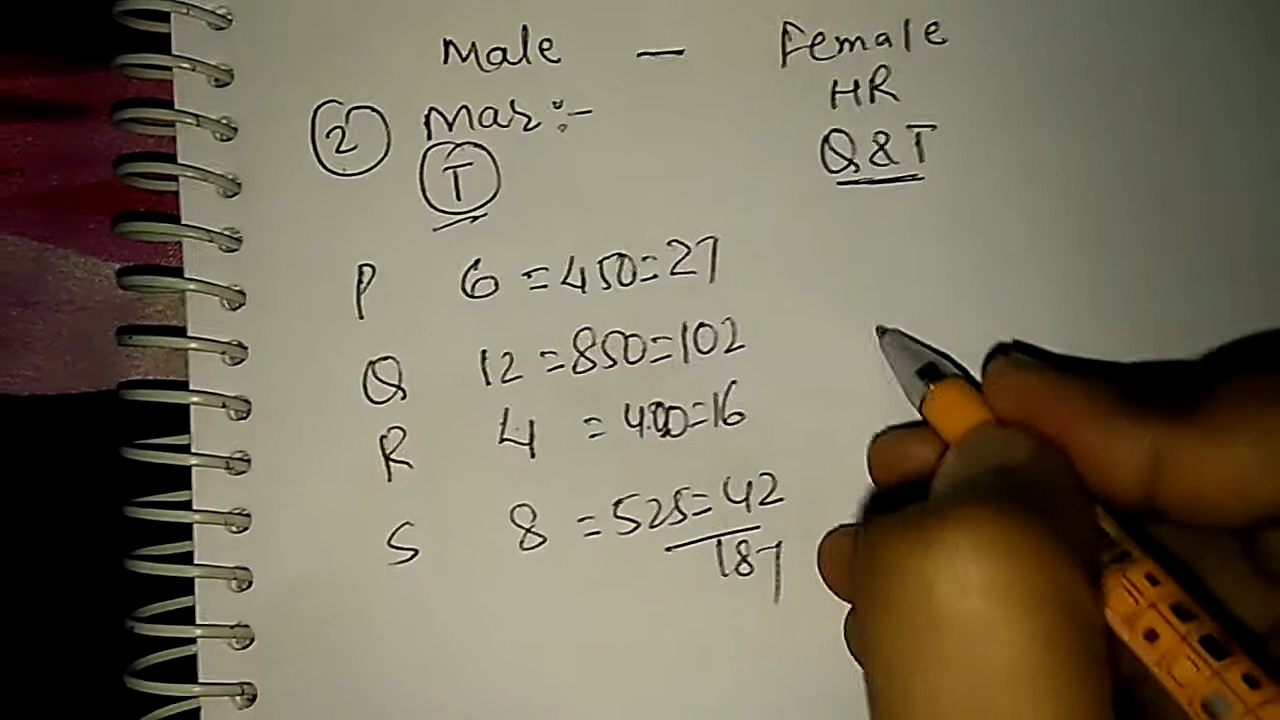 Male — Female
HR
② Mar:-
Q & T
T
P 6 = 450 = 27
Q 12 = 850 = 102
R 4 = 400 = 16
S 8 = 525 = 42
187